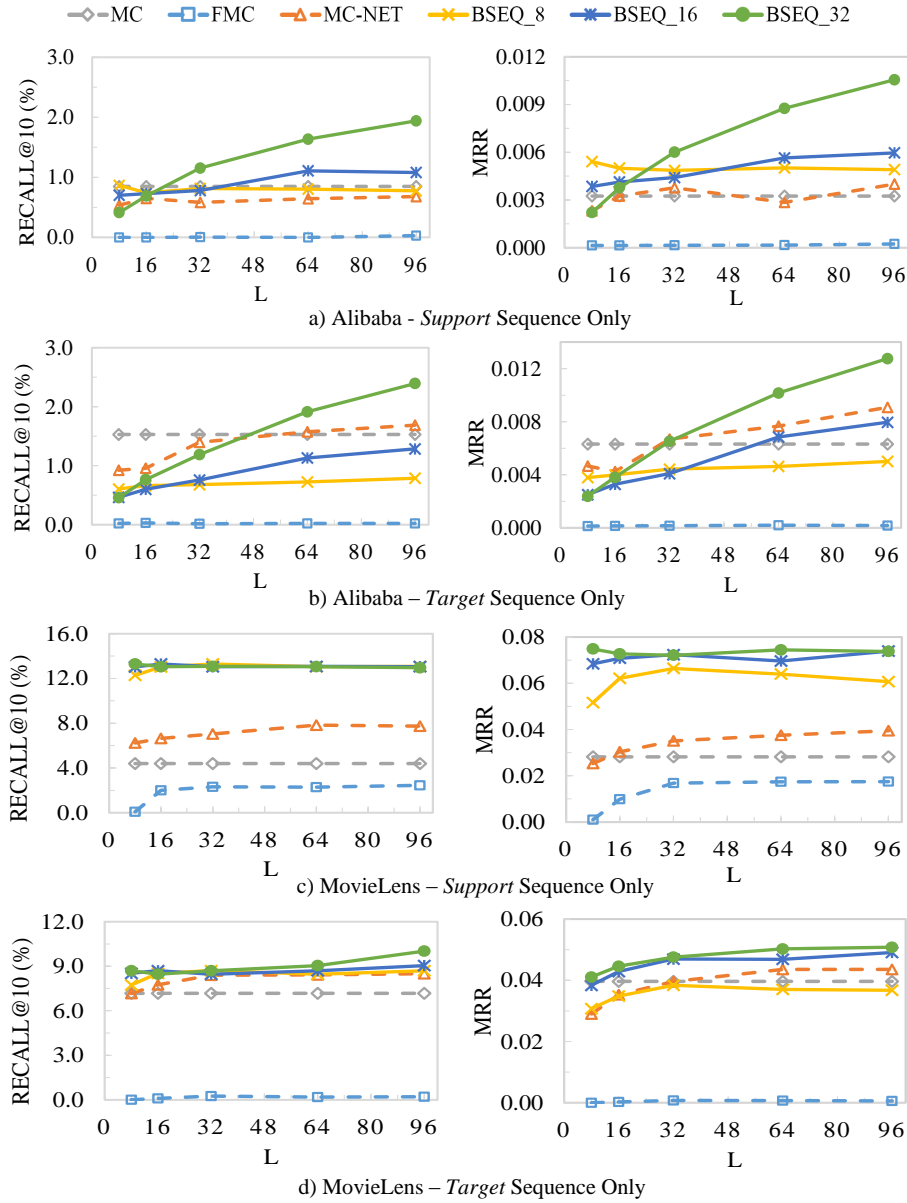 MC FMC MC-NET BSEQ_8 BSEQ_16 BSEQ_32
RECALL@10 (%)
3.0
2.0
1.0
0.0
0 16 32 48 64 80 96
L
MRR
0.012
0.009
0.006
0.003
0.000
0 16 32 48 64 80 96
L
a) Alibaba - Support Sequence Only
RECALL@10 (%)
3.0
2.0
1.0
0.0
0 16 32 48 64 80 96
L
MRR
0.012
0.008
0.004
0.000
0 16 32 48 64 80 96
L
b) Alibaba – Target Sequence Only
RECALL@10 (%)
16.0
12.0
8.0
4.0
0.0
0 16 32 48 64 80 96
L
MRR
0.08
0.06
0.04
0.02
0.00
0 16 32 48 64 80 96
L
c) MovieLens – Support Sequence Only
RECALL@10 (%)
12.0
9.0
6.0
3.0
0.0
0 16 32 48 64 80 96
L
MRR
0.06
0.04
0.02
0.00
0 16 32 48 64 80 96
L
d) MovieLens – Target Sequence Only